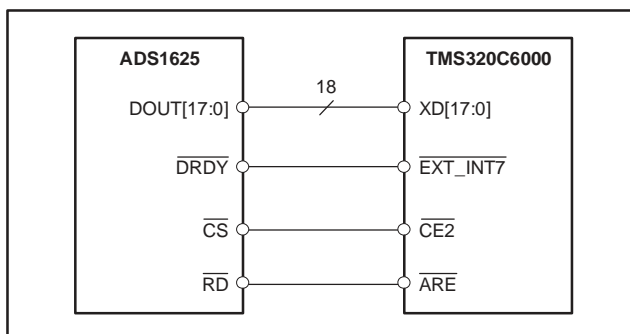 ADS1625 TMS320C6000
DOUT[17:0] 18 XD[17:0]
DRDY EXT_INT7
CS CE2
RD ARE